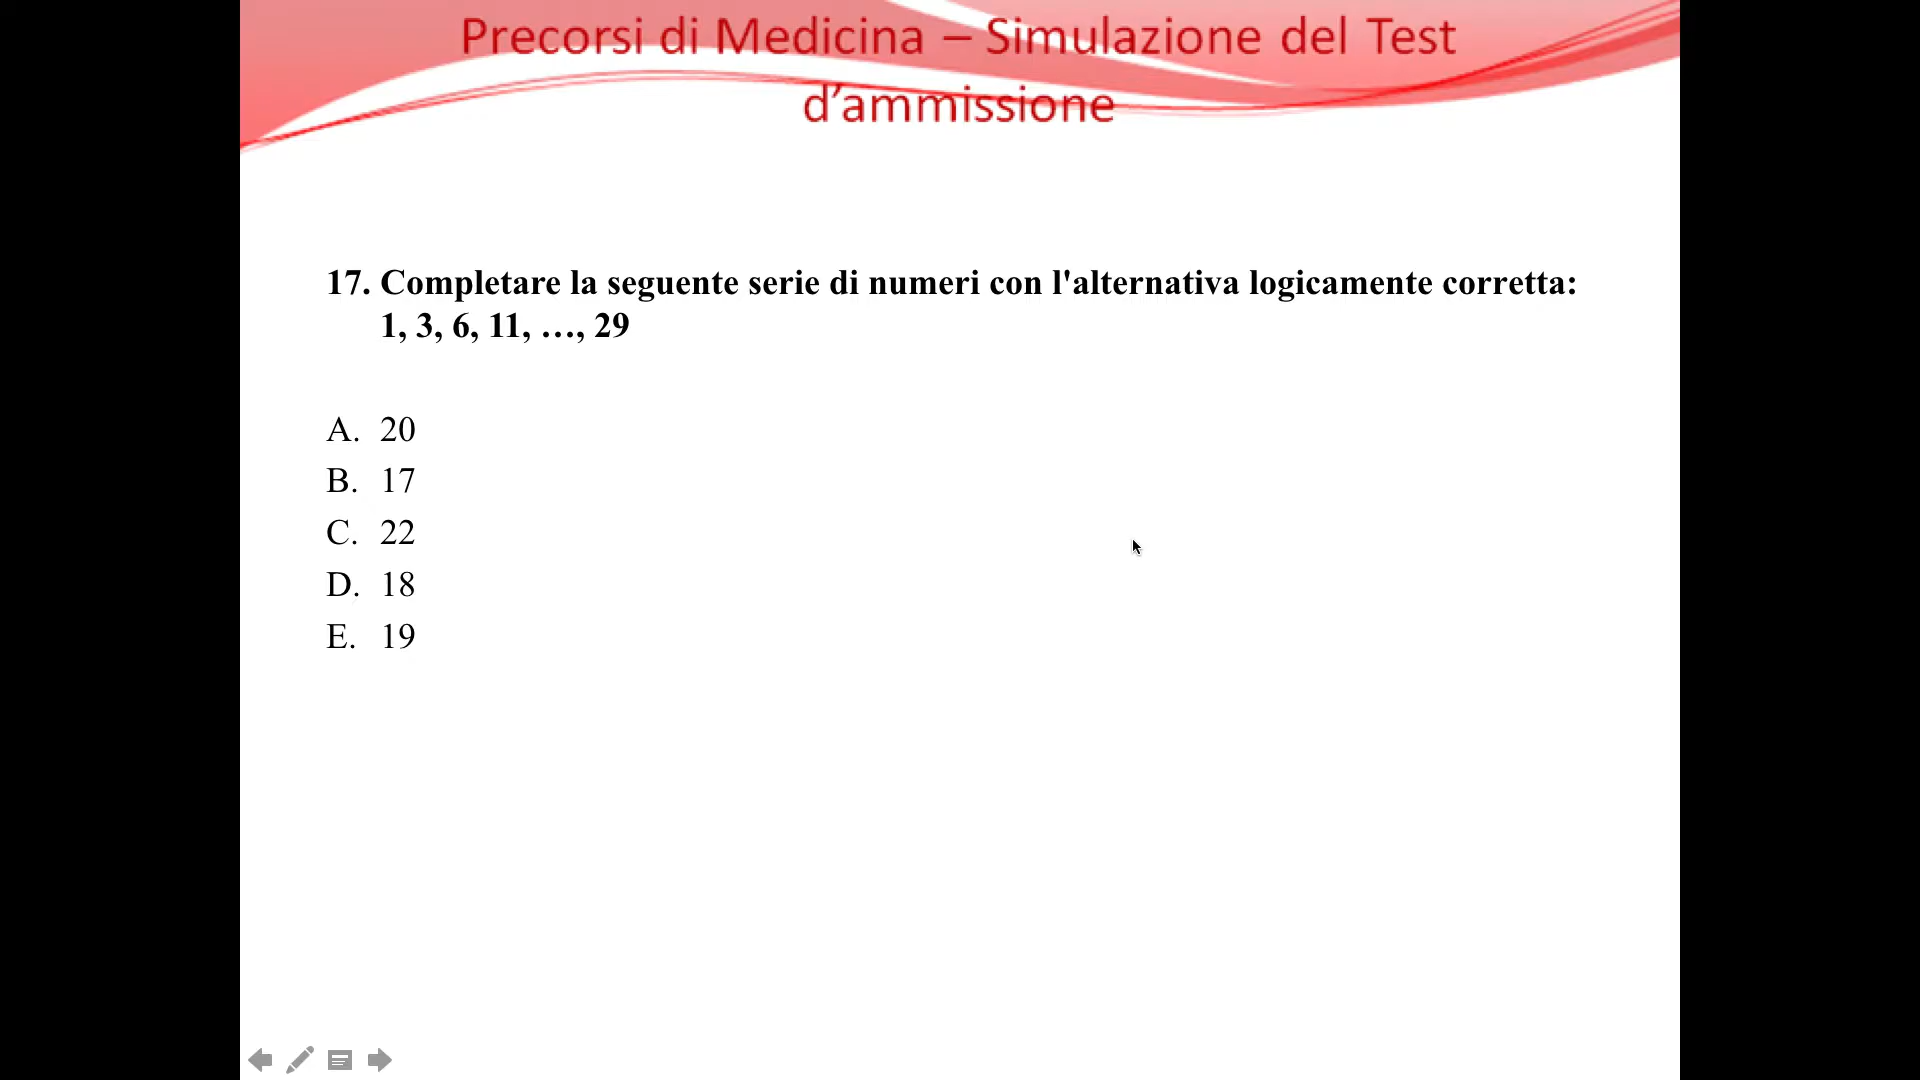 Precorsi di Medicina – Simulazione del Test
d’ammissione
17. Completare la seguente serie di numeri con l'alternativa logicamente corretta:
1, 3, 6, 11, …, 29
A. 20
B. 17
C. 22
D. 18
E. 19